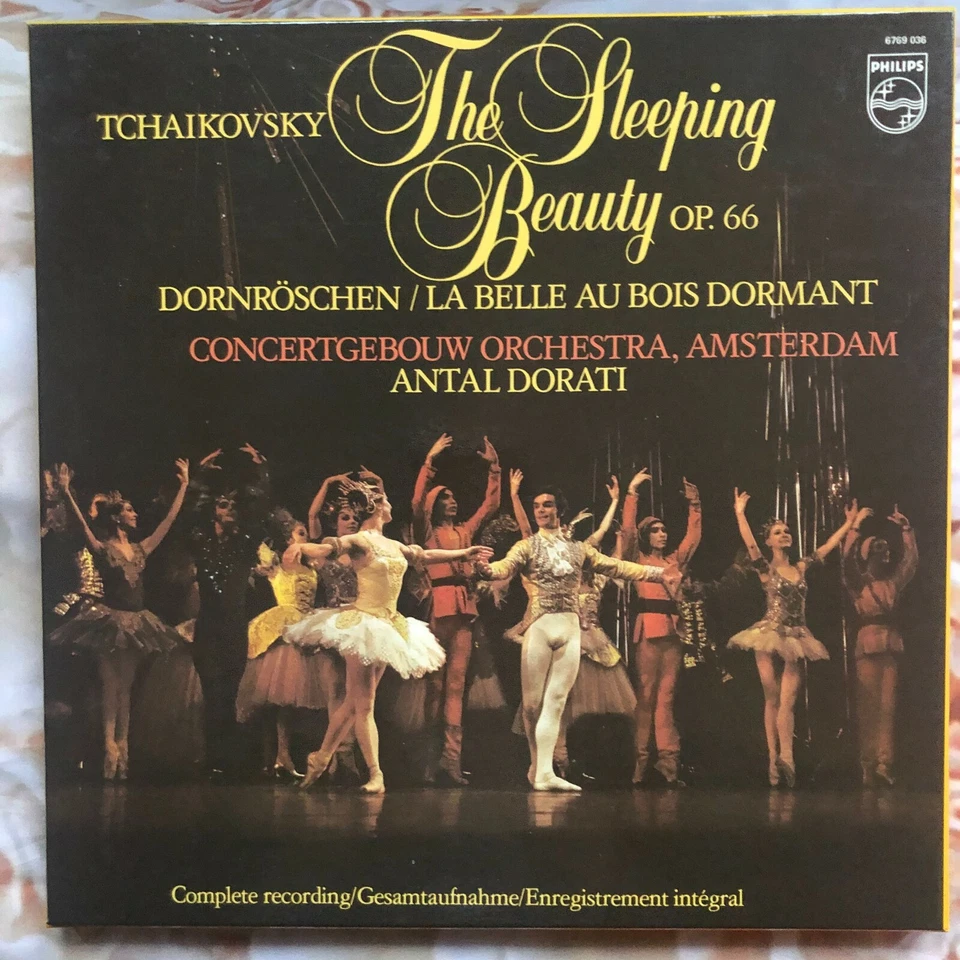 6769 036
PHILIPS
TCHAIKOVSKY The Sleeping
Beauty OP. 66
DORNRÖSCHEN / LA BELLE AU BOIS DORMANT
CONCERTGEBOUW ORCHESTRA, AMSTERDAM
ANTAL DORATI
Complete recording/Gesamtaufnahme/Enregistrement intégral